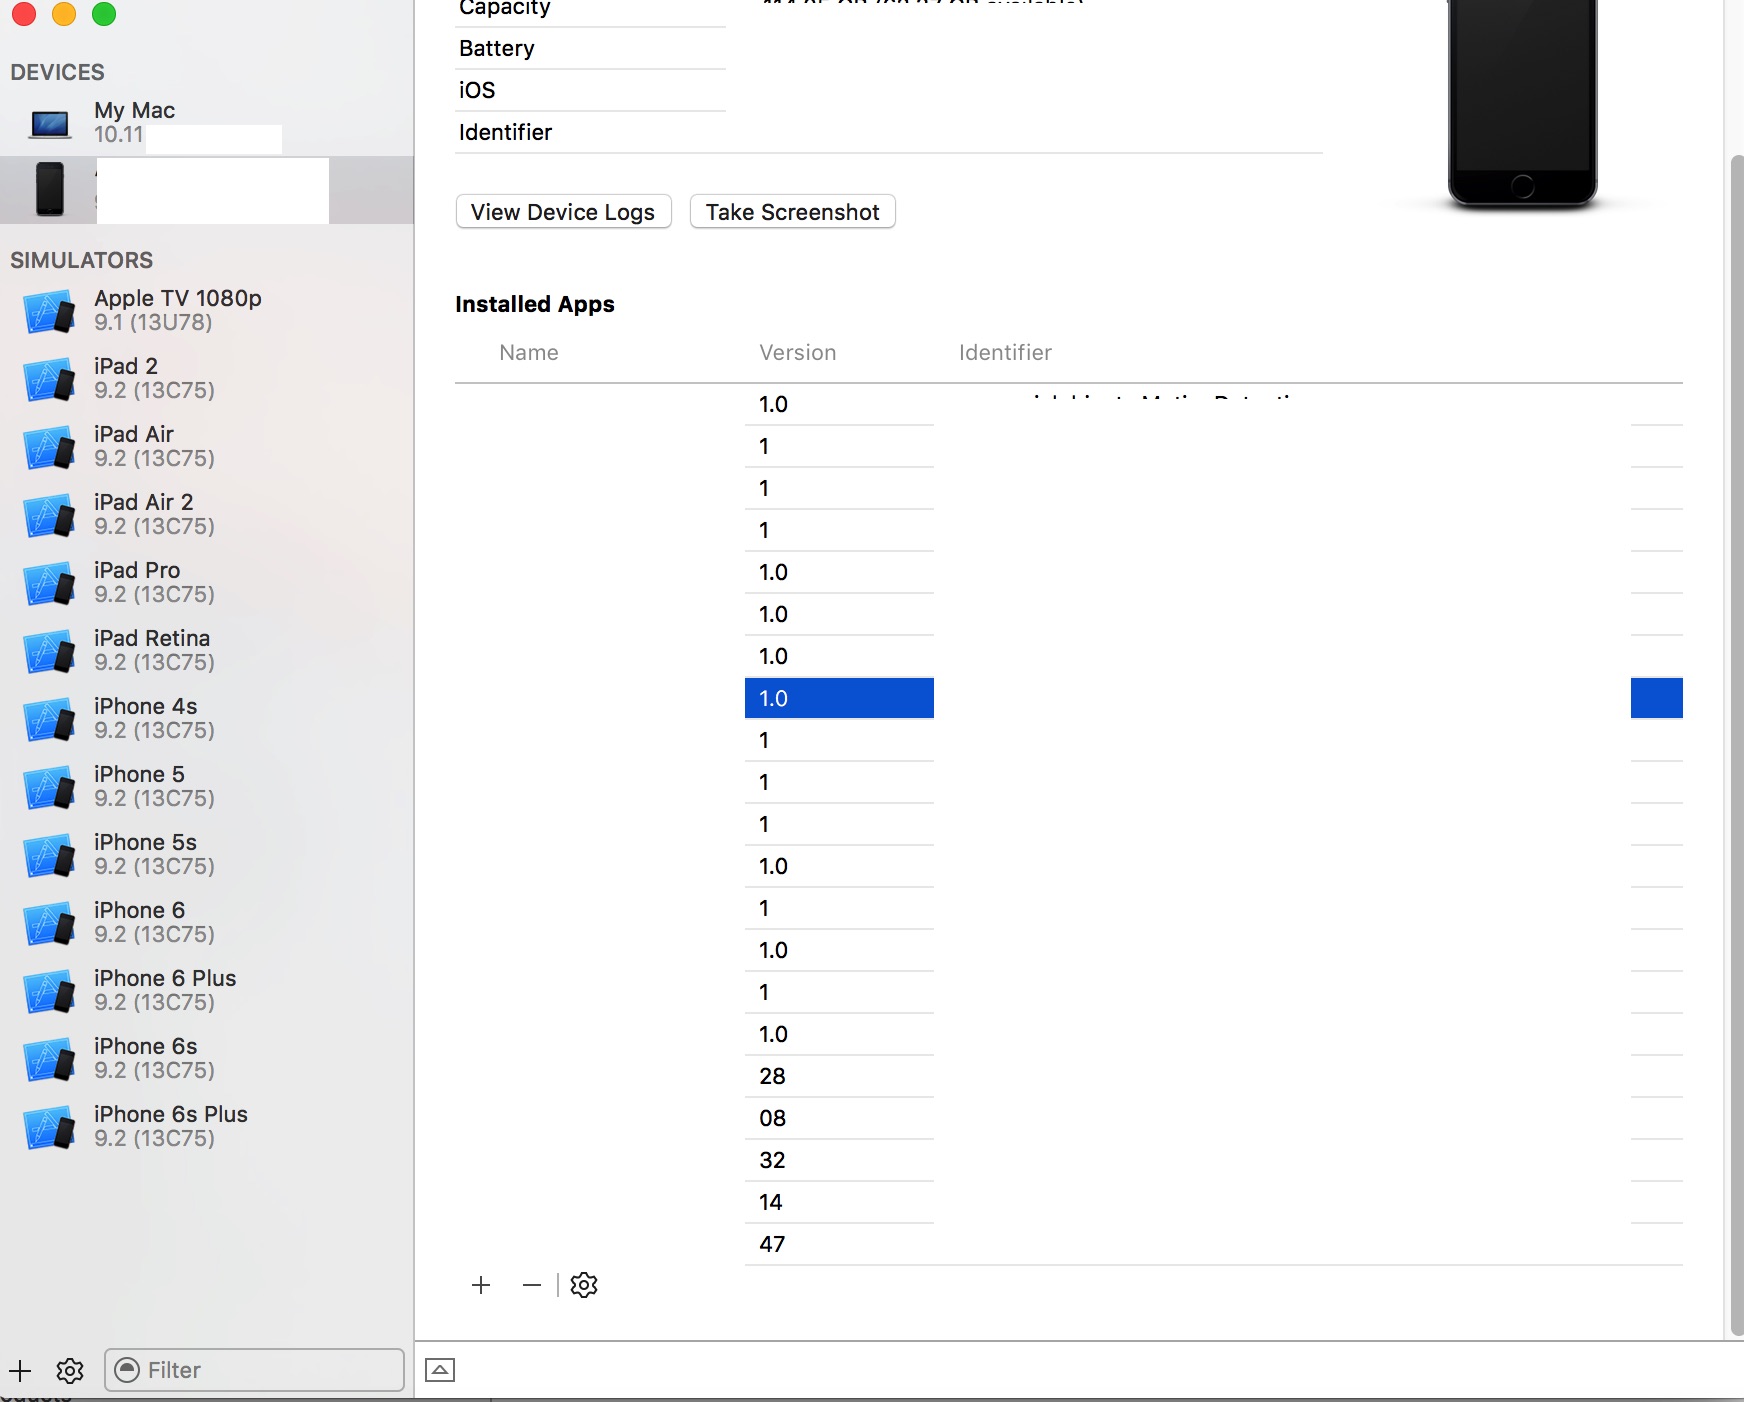 DEVICES
My Mac
10.11
SIMULATORS
Apple TV 1080p
9.1 (13U78)
iPad 2
9.2 (13C75)
iPad Air
9.2 (13C75)
iPad Air 2
9.2 (13C75)
iPad Pro
9.2 (13C75)
iPad Retina
9.2 (13C75)
iPhone 4s
9.2 (13C75)
iPhone 5
9.2 (13C75)
iPhone 5s
9.2 (13C75)
iPhone 6
9.2 (13C75)
iPhone 6 Plus
9.2 (13C75)
iPhone 6s
9.2 (13C75)
iPhone 6s Plus
9.2 (13C75)
Filter
Capacity
Battery
iOS
Identifier
View Device Logs Take Screenshot
Installed Apps
Name Version Identifier
1.0
1
1
1
1.0
1.0
1.0
1.0
1
1
1
1.0
1
1.0
1
1.0
28
08
32
14
47